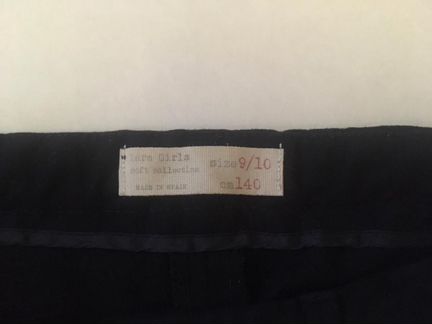 Zara Girls
soft collection
MADE IN SPAIN
size 9/10
cm 140